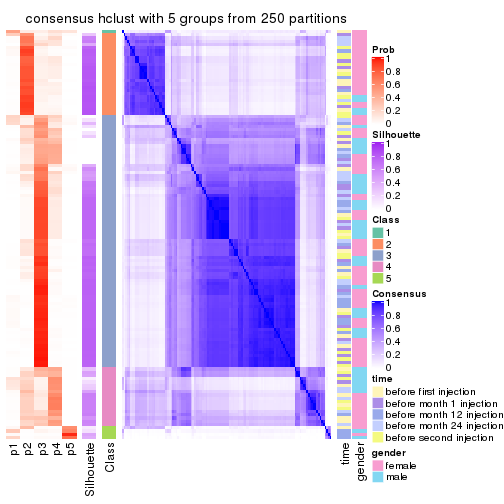 consensus hclust with 5 groups from 250 partitions
p1
p2
p3
p4
p5
Silhouette
Class
time
gender
Prob
1
0.8
0.6
0.4
0.2
0
Silhouette
1
0.8
0.6
0.4
0.2
0
Class
1
2
3
4
5
Consensus
1
0.8
0.6
0.4
0.2
0
time
before first injection
before month 1 injection
before month 12 injection
before month 24 injection
before second injection
gender
female
male